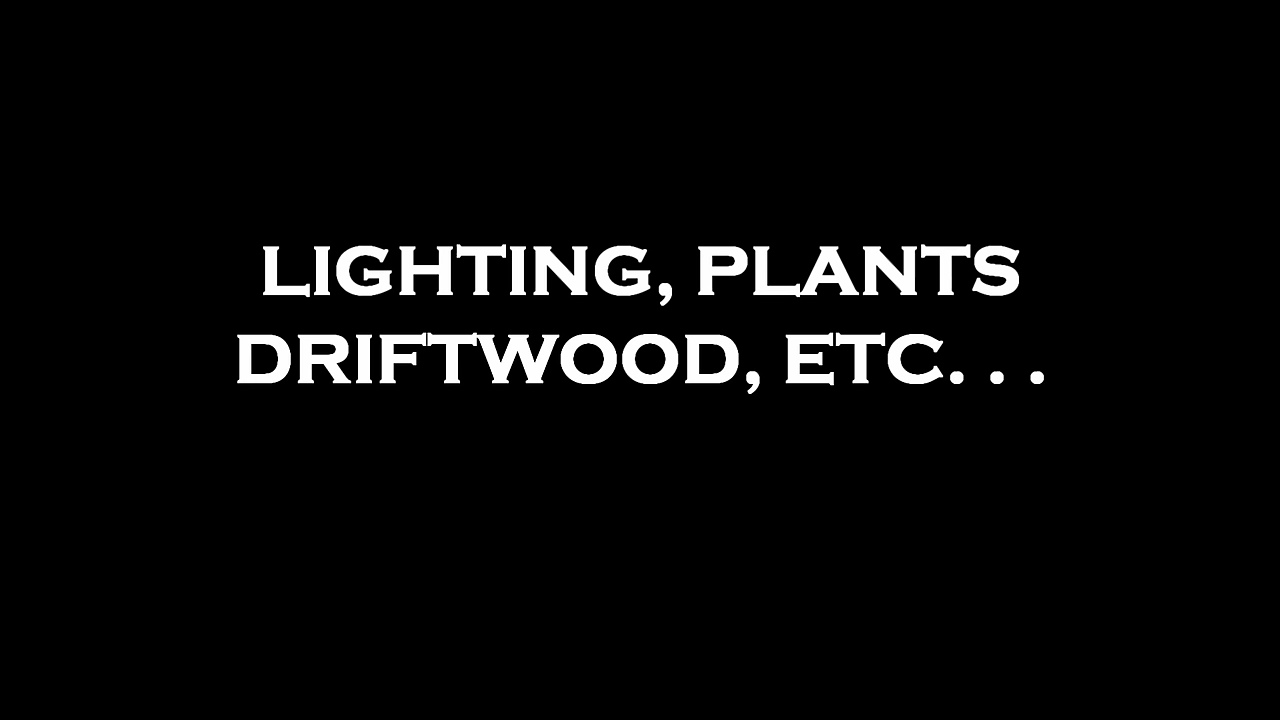 LIGHTING, PLANTS
DRIFTWOOD, ETC. . .